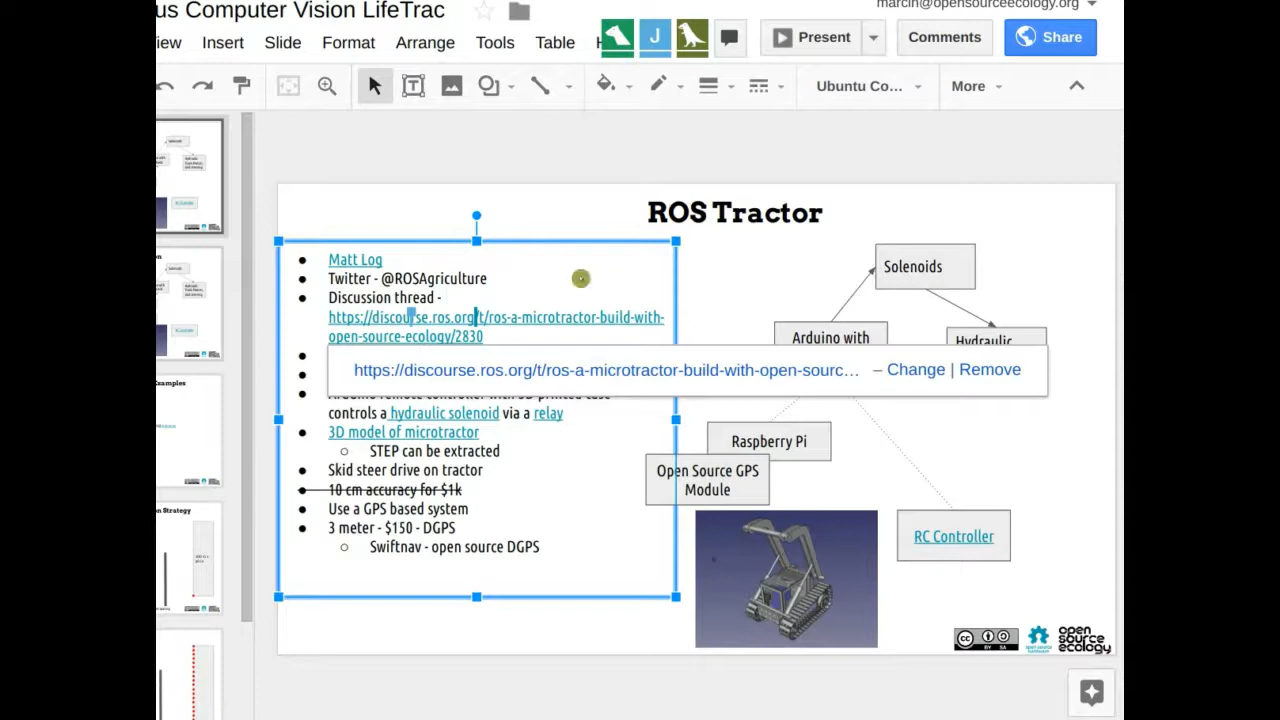 us Computer Vision LifeTrac
marcin@opensourceecology.org
iew Insert Slide Format Arrange Tools Table H
J
Present
Comments
Share
Ubuntu Co...
More
ROS Tractor
Matt Log
Twitter - @ROSAgriculture
Discussion thread -
https://discourse.ros.org/t/ros-a-microtractor-build-with-
open-source-ecology/2830
https://discourse.ros.org/t/ros-a-microtractor-build-with-open-sourc… – Change | Remove
controls a hydraulic solenoid via a relay
3D model of microtractor
STEP can be extracted
Skid steer drive on tractor
10 cm accuracy for $1k
Use a GPS based system
3 meter - $150 - DGPS
Swiftnav - open source DGPS
Solenoids
Arduino with
Hydraulic
Raspberry Pi
Open Source GPS
Module
RC Controller
CC BY SA
open
source
ecology